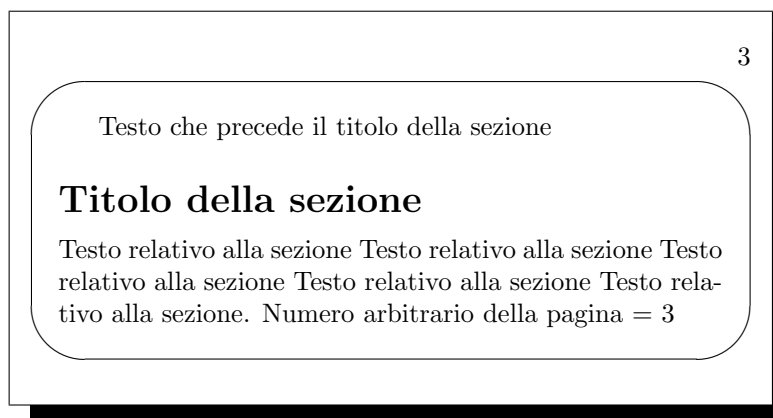 3
Testo che precede il titolo della sezione
Titolo della sezione
Testo relativo alla sezione Testo relativo alla sezione Testo
relativo alla sezione Testo relativo alla sezione Testo rela-
tivo alla sezione. Numero arbitrario della pagina = 3